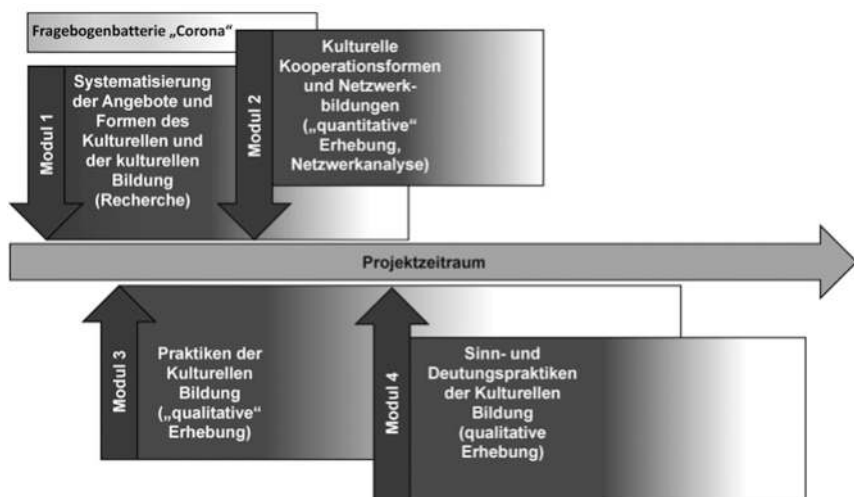 Fragebogenbatterie „Corona“
Modul 1
Systematisierung
der Angebote und
Formen des
Kulturellen und
der kulturellen
Bildung
(Recherche)
Modul 2
Kulturelle
Kooperationsformen
und Netzwerk-
bildungen
(„quantitative“
Erhebung,
Netzwerkanalyse)
Projektzeitraum
Modul 3
Praktiken der
Kulturellen
Bildung
(„qualitative“
Erhebung)
Modul 4
Sinn- und
Deutungspraktiken
der Kulturellen
Bildung
(qualitative
Erhebung)